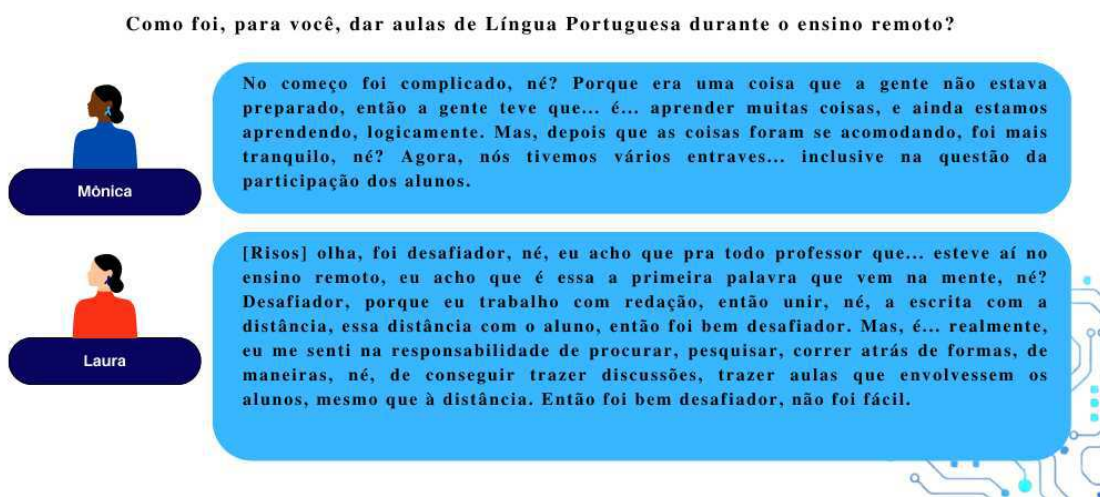 Como foi, para você, dar aulas de Língua Portuguesa durante o ensino remoto?
No começo foi complicado, né? Porque era uma coisa que a gente não estava
preparado, então a gente teve que... é... aprender muitas coisas, e ainda estamos
aprendendo, logicamente. Mas, depois que as coisas foram se acomodando, foi mais
tranquilo, né? Agora, nós tivemos vários entraves... inclusive na questão da
participação dos alunos.
Mônica
[Risos] olha, foi desafiador, né, eu acho que pra todo professor que... esteve aí no
ensino remoto, eu acho que é essa a primeira palavra que vem na mente, né?
Desafiador, porque eu trabalho com redação, então unir, né, a escrita com a
distância, essa distância com o aluno, então foi bem desafiador. Mas, é... realmente,
eu me senti na responsabilidade de procurar, pesquisar, correr atrás de formas, de
maneiras, né, de conseguir trazer discussões, trazer aulas que envolvessem os
alunos, mesmo que à distância. Então foi bem desafiador, não foi fácil.
Laura